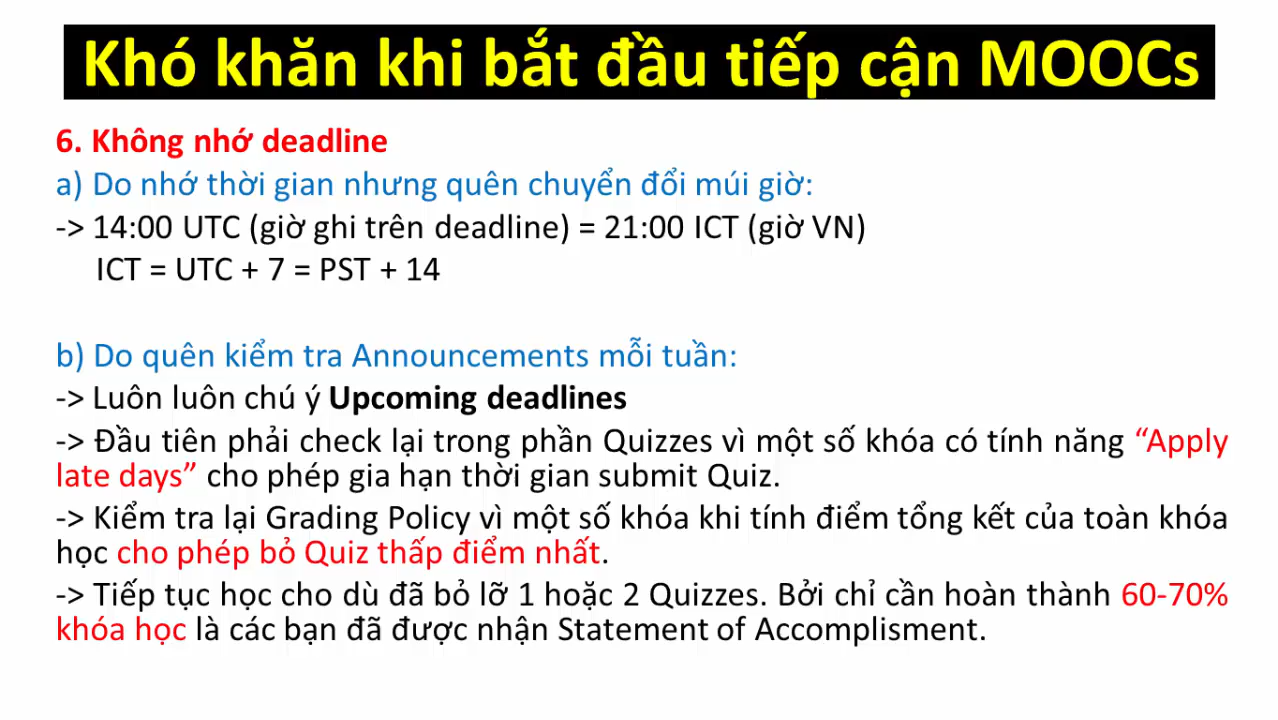 Khó khăn khi bắt đầu tiếp cận MOOCs
6. Không nhớ deadline
a) Do nhớ thời gian nhưng quên chuyển đổi múi giờ:
-> 14:00 UTC (giờ ghi trên deadline) = 21:00 ICT (giờ VN)
ICT = UTC + 7 = PST + 14
b) Do quên kiểm tra Announcements mỗi tuần:
-> Luôn luôn chú ý Upcoming deadlines
-> Đầu tiên phải check lại trong phần Quizzes vì một số khóa có tính năng “Apply
late days” cho phép gia hạn thời gian submit Quiz.
-> Kiểm tra lại Grading Policy vì một số khóa khi tính điểm tổng kết của toàn khóa
học cho phép bỏ Quiz thấp điểm nhất.
-> Tiếp tục học cho dù đã bỏ lỡ 1 hoặc 2 Quizzes. Bởi chỉ cần hoàn thành 60-70%
khóa học là các bạn đã được nhận Statement of Accomplisment.